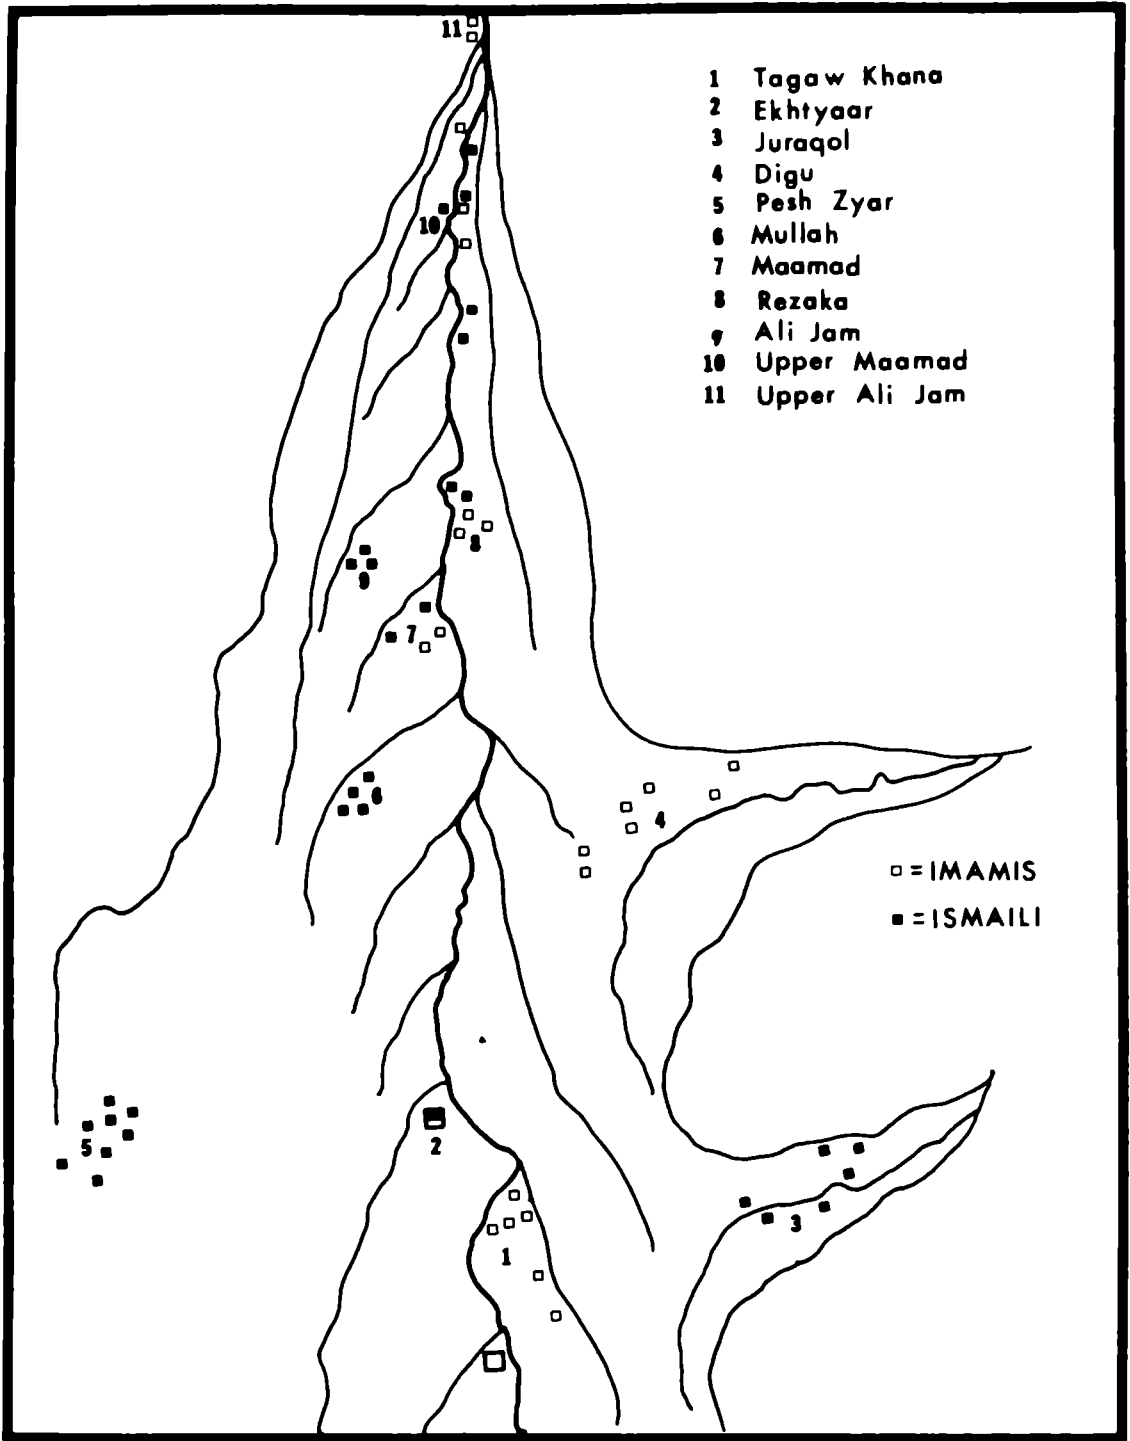 11
1 Tagaw Khana
2 Ekhtyaar
3 Juraqol
4 Digu
5 Pesh Zyar
6 Mullah
7 Maamad
8 Rezaka
9 Ali Jam
10 Upper Maamad
11 Upper Ali Jam
10
8
9
7
6
4
= IMAMIS
= ISMAILI
5
2
3
1